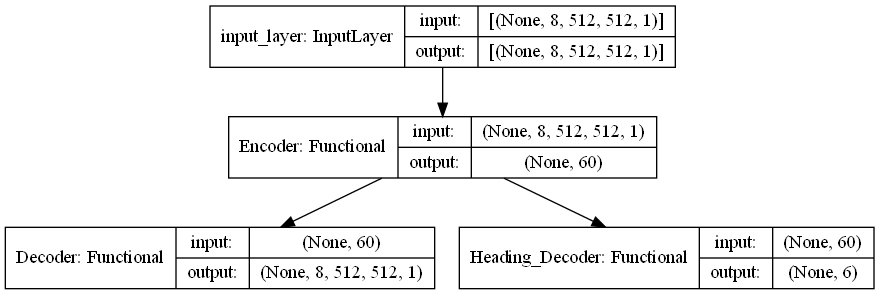 input_layer: InputLayer
input: [(None, 8, 512, 512, 1)]
output: [(None, 8, 512, 512, 1)]
Encoder: Functional
input: (None, 8, 512, 512, 1)
output: (None, 60)
Decoder: Functional
input: (None, 60)
output: (None, 8, 512, 512, 1)
Heading_Decoder: Functional
input: (None, 60)
output: (None, 6)